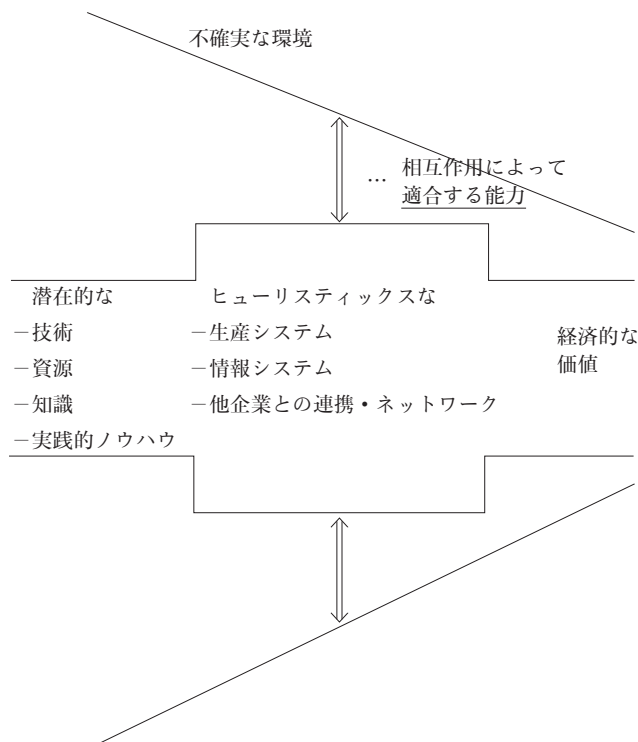 不確実な環境
… 相互作用によって
適合する能力
潜在的な
－技術
－資源
－知識
－実践的ノウハウ
ヒューリスティックスな
－生産システム
－情報システム
－他企業との連携・ネットワーク
経済的な
価値